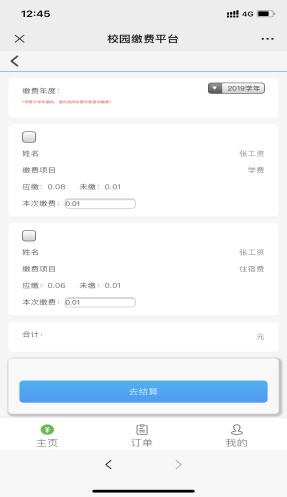 12:45
4G
校园缴费平台
缴费年度：
2019学年
姓名 张工资
缴费项目 学费
应缴：0.08 未缴：0.01
本次缴费：0.01
姓名 张工资
缴费项目 住宿费
应缴：0.06 未缴：0.01
本次缴费：0.01
合计： 元
去结算
¥
主页 订单 我的